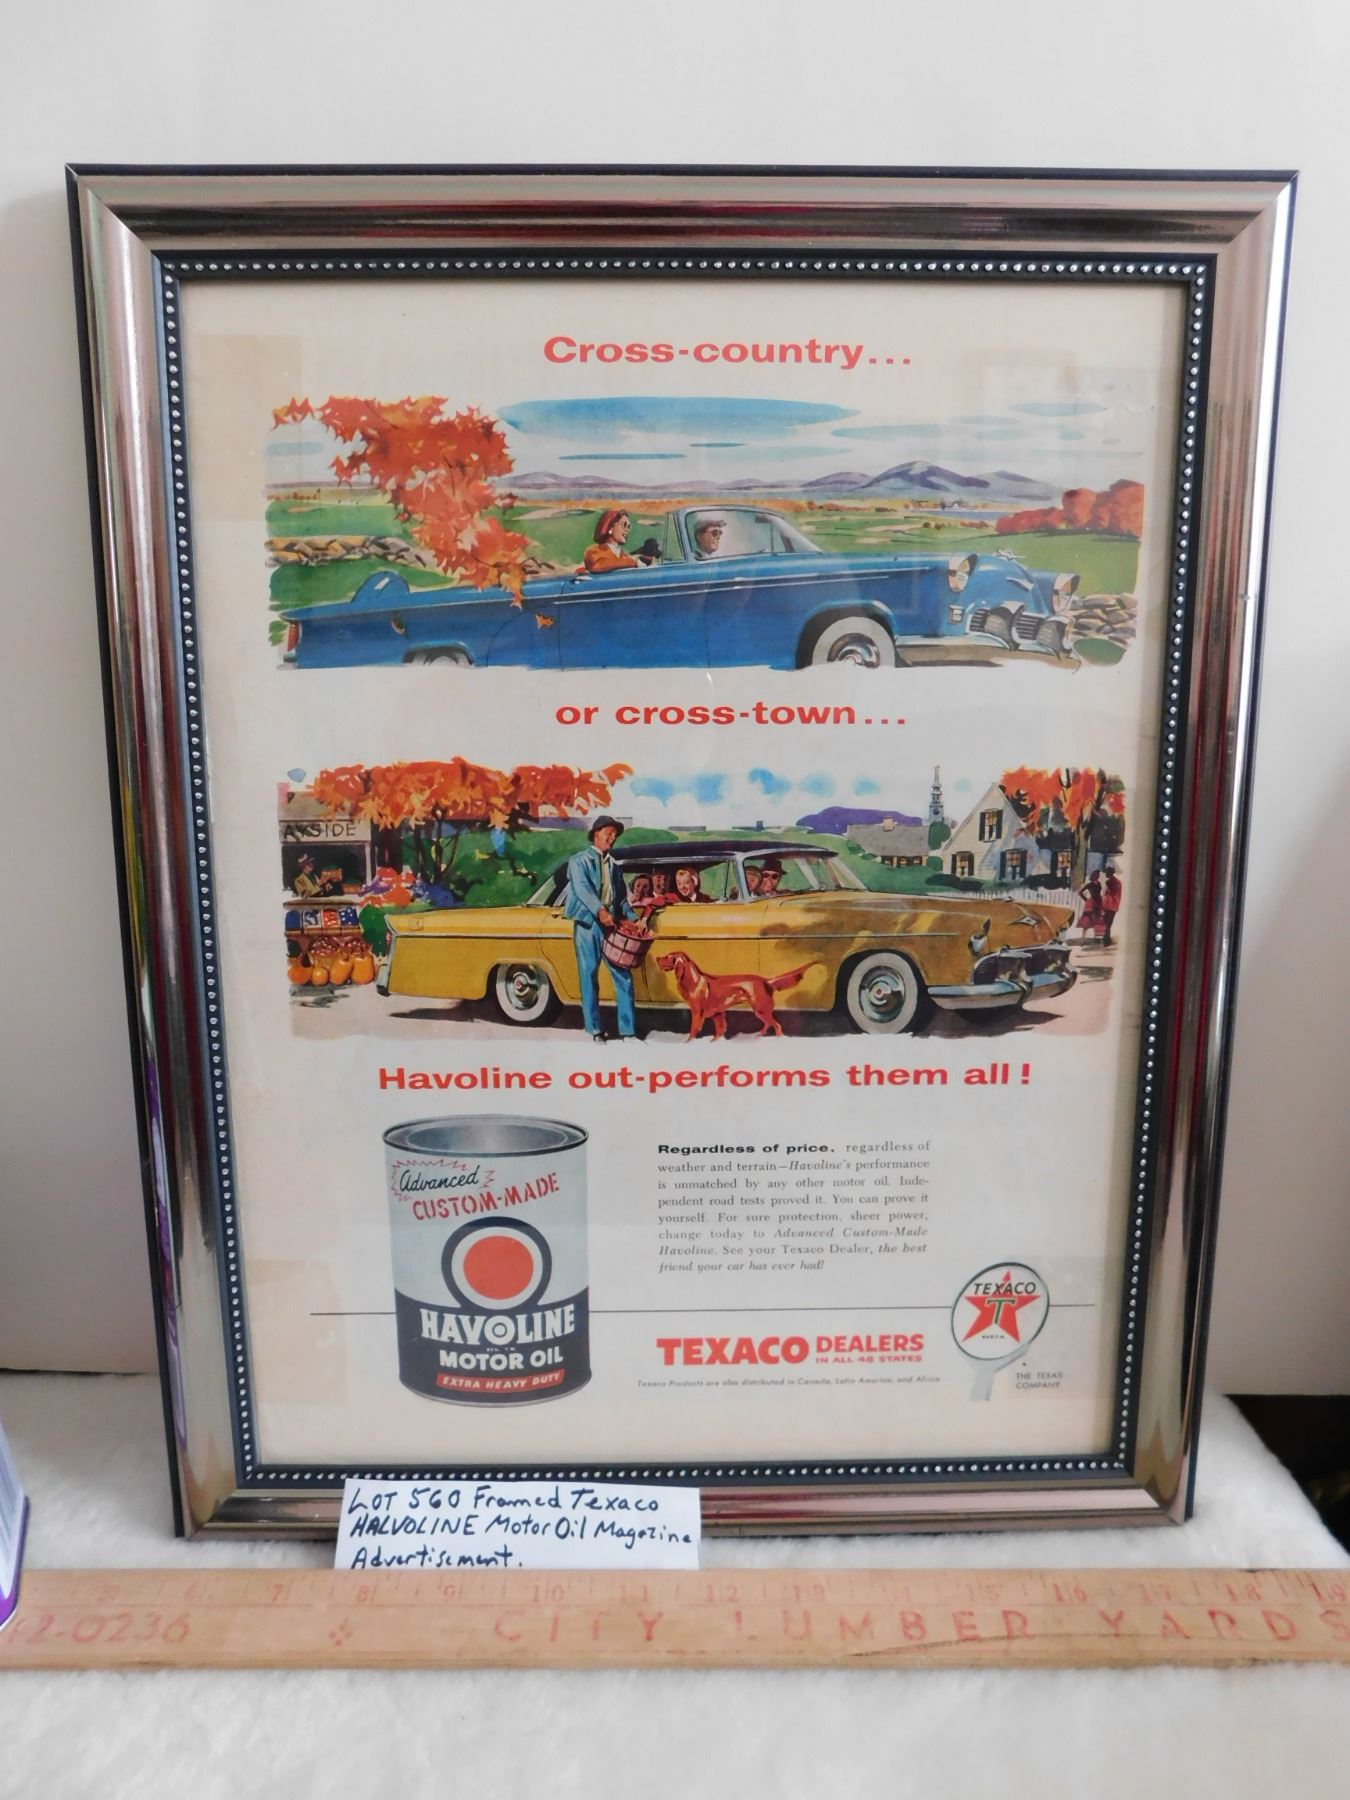 Cross-country...
or cross-town...
AYSIDE
Havoline out-performs them all!
Advanced
CUSTOM-MADE
HAVOLINE
REG. T.M.
MOTOR OIL
EXTRA HEAVY DUTY
Regardless of price, regardless of
weather and terrain—Havoline's performance
is unmatched by any other motor oil. Inde-
pendent road tests proved it. You can prove it
yourself. For sure protection, sheer power,
change today to Advanced Custom-Made
Havoline. See your Texaco Dealer, the best
friend your car has ever had!
TEXACO
T
TEXACO DEALERS
IN ALL 48 STATES
Texaco Products are also distributed in Canada, Latin America, and Africa
THE TEXAS
COMPANY
LOT 560 Framed Texaco
HALVOLINE Motor Oil Magazine
Advertisement.
5 6 7 8 9 10 11 12 13 14 15 16 17 18 19
2-0236 CITY LUMBER YARDS